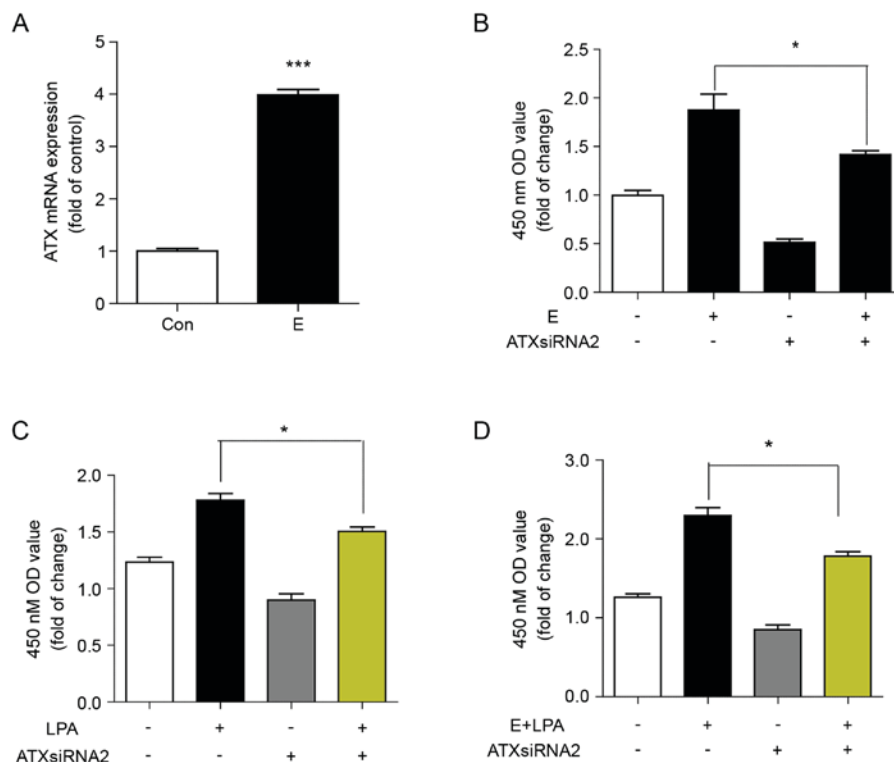 A
ATX mRNA expression
(fold of control)
5
4
3
2
1
0
***
Con E
B
450 nm OD value
(fold of change)
2.5
2.0
1.5
1.0
0.5
0.0
*
E - + - +
ATXsiRNA2 - - + +
C
450 nM OD value
(fold of change)
2.0
1.5
1.0
0.5
0.0
*
LPA - + - +
ATXsiRNA2 - - + +
D
450 nM OD value
(fold of change)
3.0
2.0
1.0
0.0
*
E+LPA - + - +
ATXsiRNA2 - - + +